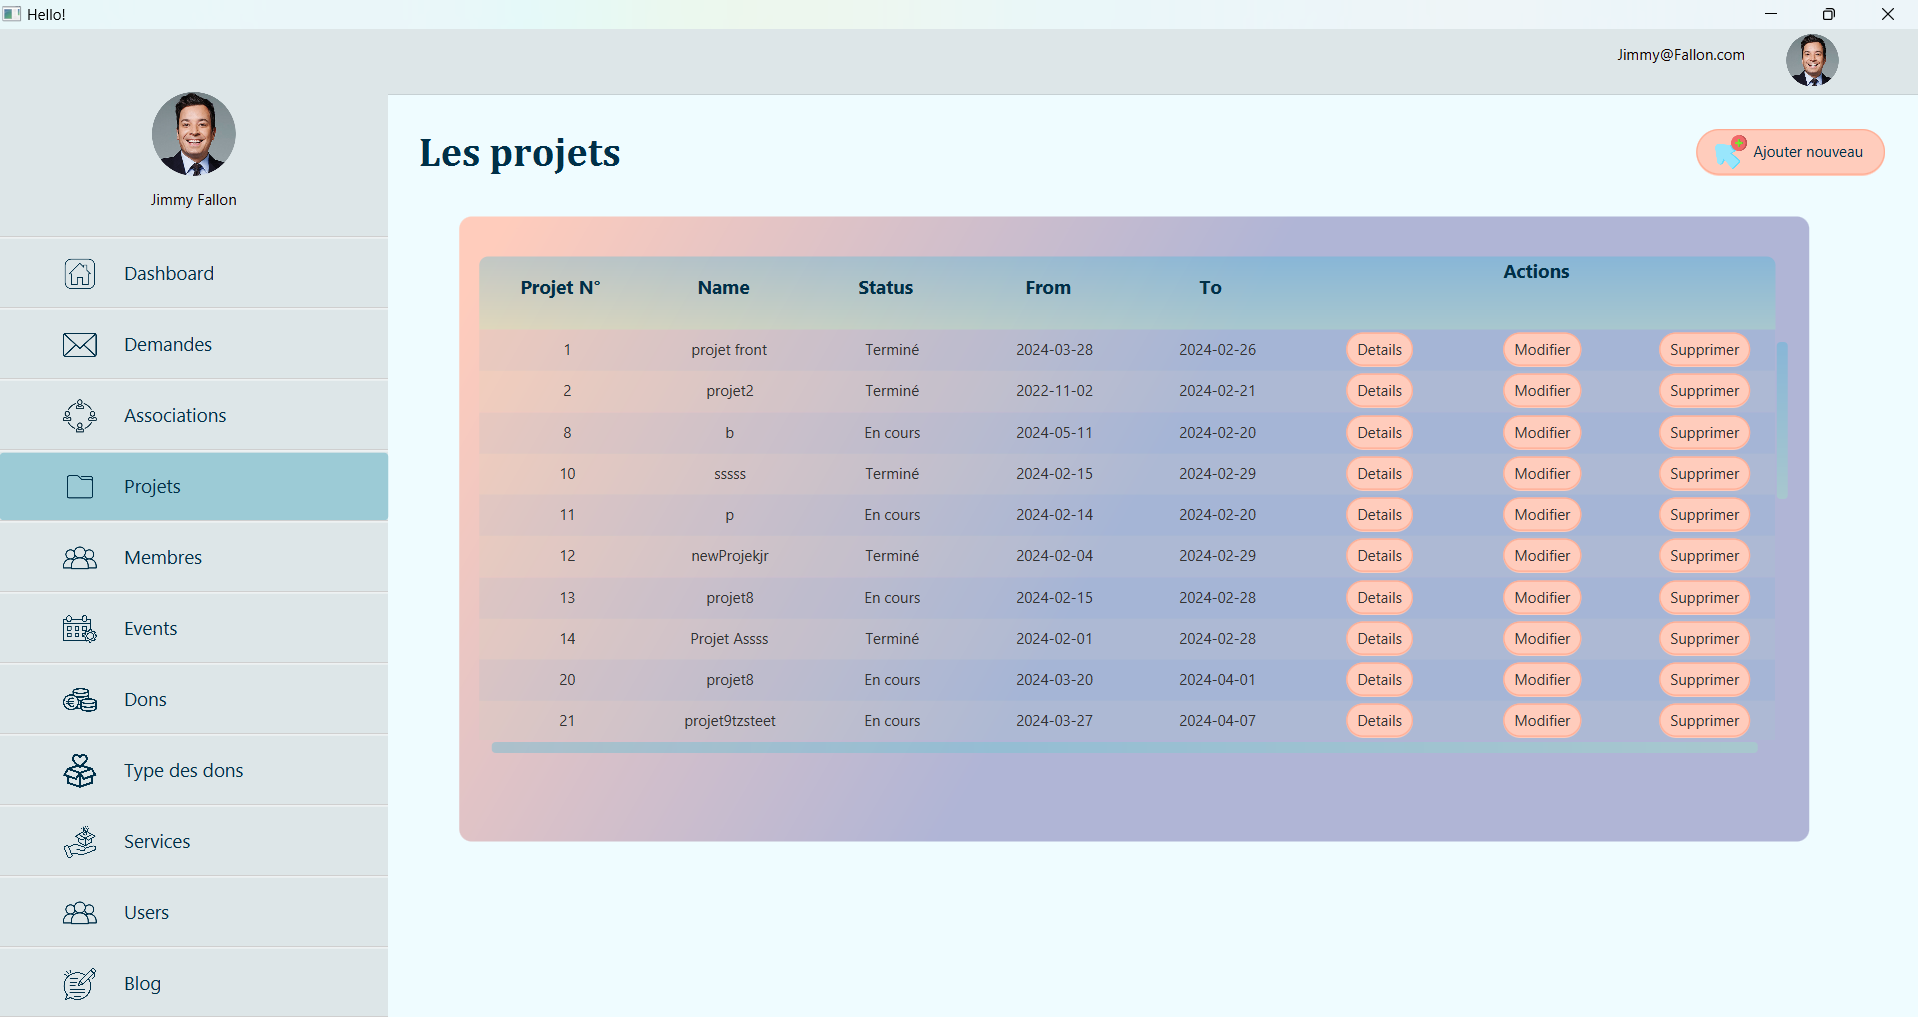 Hello!
Jimmy@Fallon.com
Jimmy Fallon
Dashboard
Demandes
Associations
Projets
Membres
Events
Dons
Type des dons
Services
Users
Blog
Les projets
Ajouter nouveau
Projet N° Name Status From To Actions
1 projet front Terminé 2024-03-28 2024-02-26 Details Modifier Supprimer
2 projet2 Terminé 2022-11-02 2024-02-21 Details Modifier Supprimer
8 b En cours 2024-05-11 2024-02-20 Details Modifier Supprimer
10 sssss Terminé 2024-02-15 2024-02-29 Details Modifier Supprimer
11 p En cours 2024-02-14 2024-02-20 Details Modifier Supprimer
12 newProjekjr Terminé 2024-02-04 2024-02-29 Details Modifier Supprimer
13 projet8 En cours 2024-02-15 2024-02-28 Details Modifier Supprimer
14 Projet Assss Terminé 2024-02-01 2024-02-28 Details Modifier Supprimer
20 projet8 En cours 2024-03-20 2024-04-01 Details Modifier Supprimer
21 projet9tzsteet En cours 2024-03-27 2024-04-07 Details Modifier Supprimer